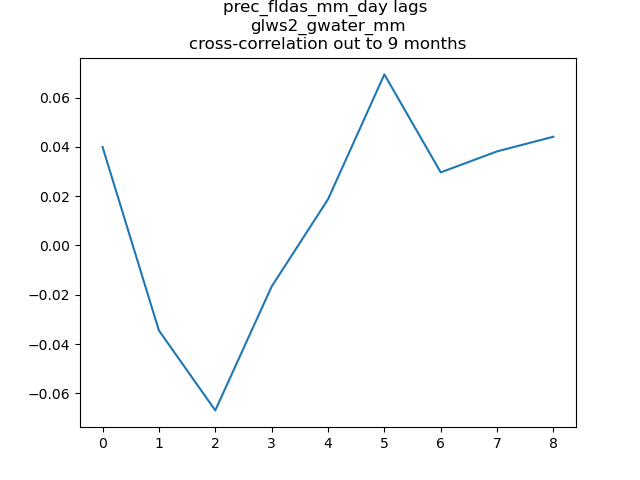 prec_fldas_mm_day lags
glws2_gwater_mm
cross-correlation out to 9 months
0.06
0.04
0.02
0.00
−0.02
−0.04
−0.06
0 1 2 3 4 5 6 7 8